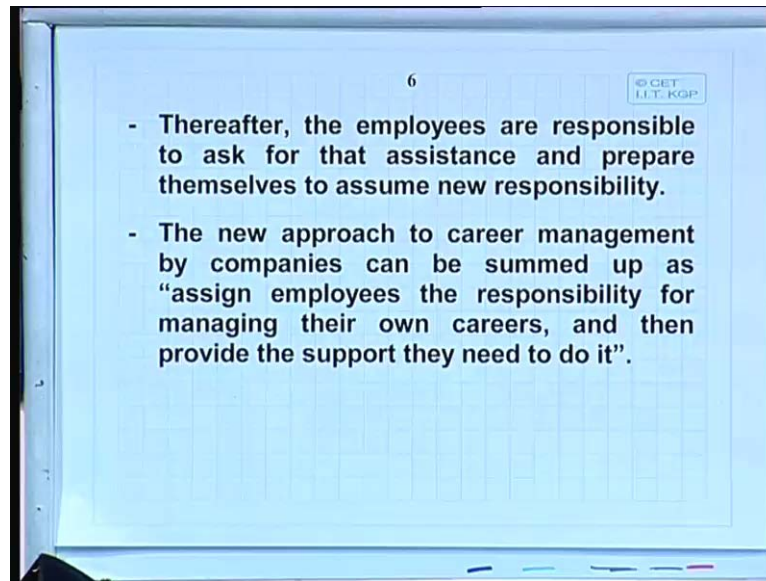 6
© CET
I.I.T. KGP
- Thereafter, the employees are responsible
to ask for that assistance and prepare
themselves to assume new responsibility.
- The new approach to career management
by companies can be summed up as
“assign employees the responsibility for
managing their own careers, and then
provide the support they need to do it”.